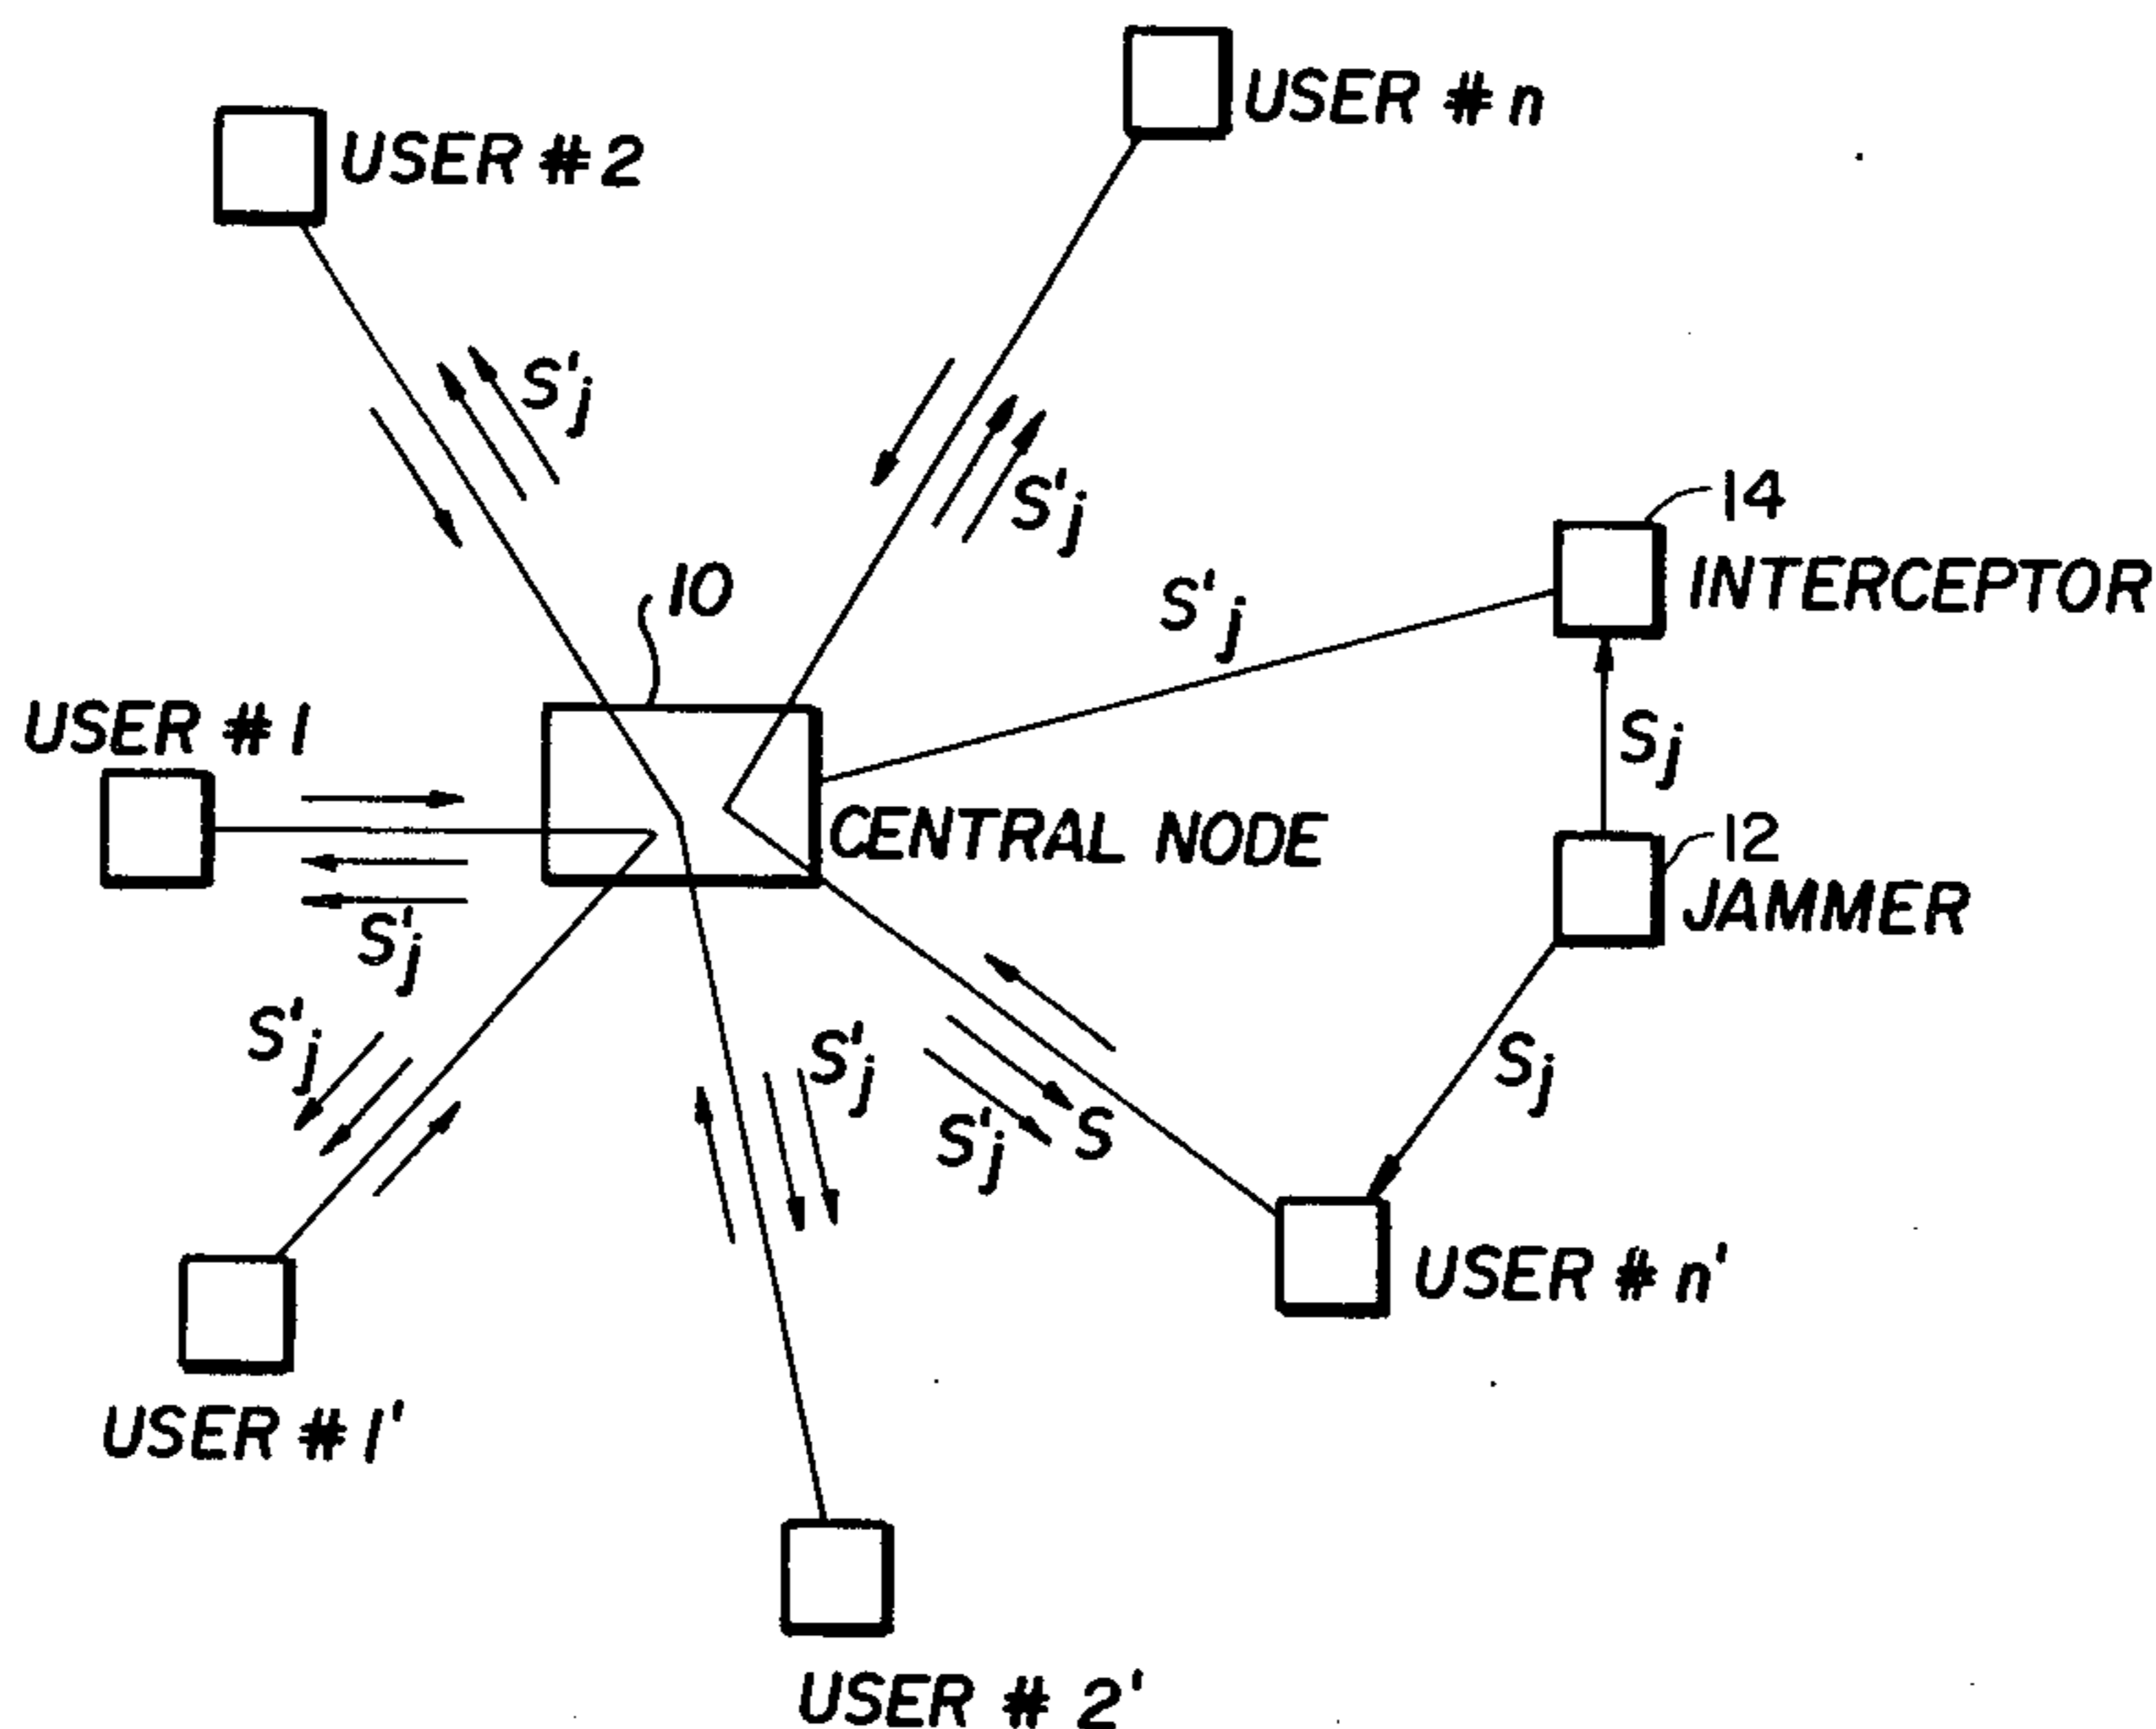 USER # n
USER #2
S'j
S'j
14
INTERCEPTOR
10
S'j
USER # 1
Sj
CENTRAL NODE
12
JAMMER
S'j
S'j
S'j
Sj
S'j
S
USER # n'
USER # 1'
USER # 2'